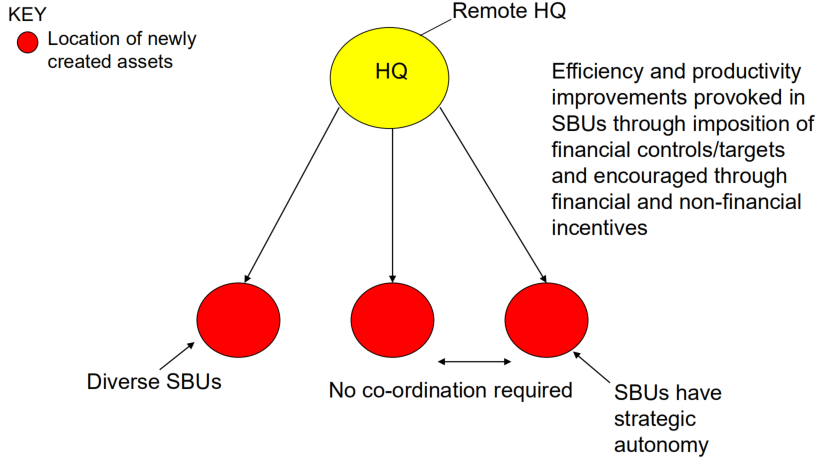 KEY
Location of newly
created assets
Remote HQ
HQ
Efficiency and productivity
improvements provoked in
SBUs through imposition of
financial controls/targets
and encouraged through
financial and non-financial
incentives
Diverse SBUs
No co-ordination required
SBUs have
strategic
autonomy